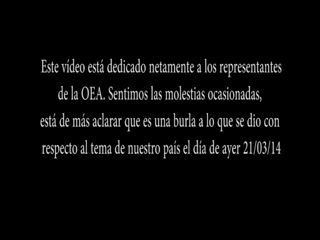 Este vídeo está dedicado netamente a los representantes
de la OEA. Sentimos las molestias ocasionadas,
está de más aclarar que es una burla a lo que se dio con
respecto al tema de nuestro país el día de ayer 21/03/14